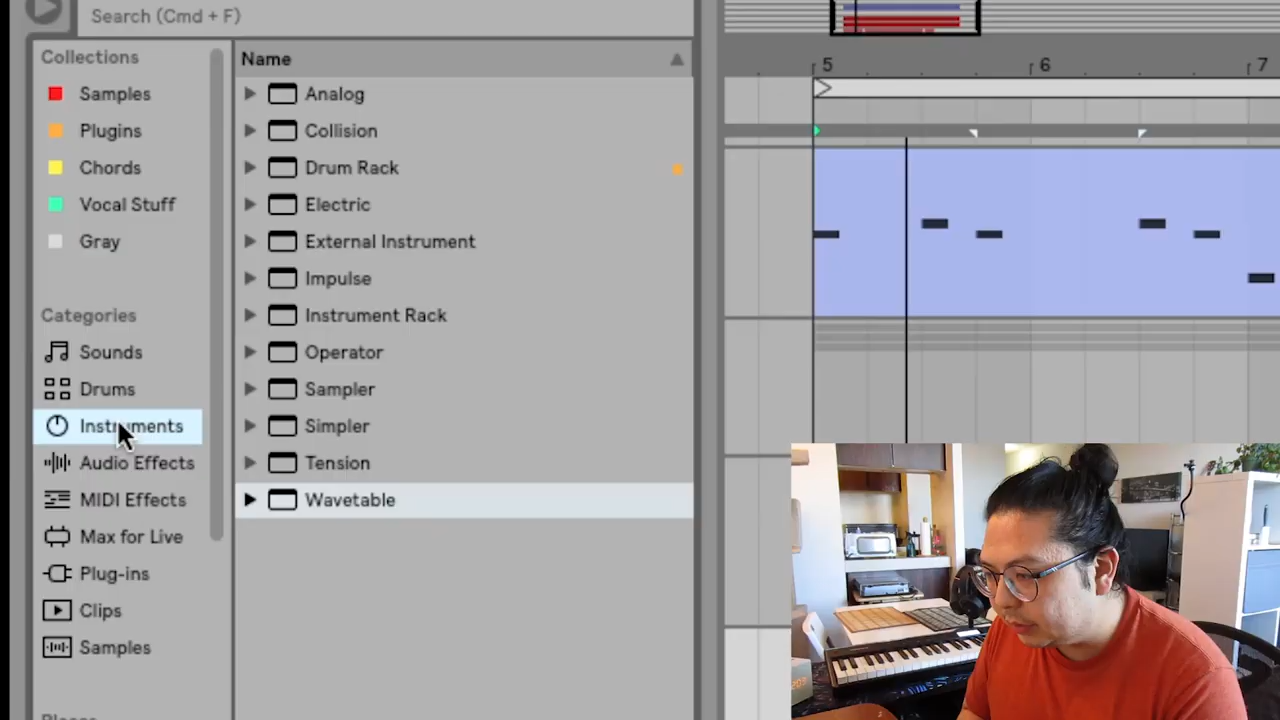 Search (Cmd + F)
Collections
Samples
Plugins
Chords
Vocal Stuff
Gray
Categories
Sounds
Drums
Instruments
Audio Effects
MIDI Effects
Max for Live
Plug-ins
Clips
Samples
Name
Analog
Collision
Drum Rack
Electric
External Instrument
Impulse
Instrument Rack
Operator
Sampler
Simpler
Tension
Wavetable
5 6 7